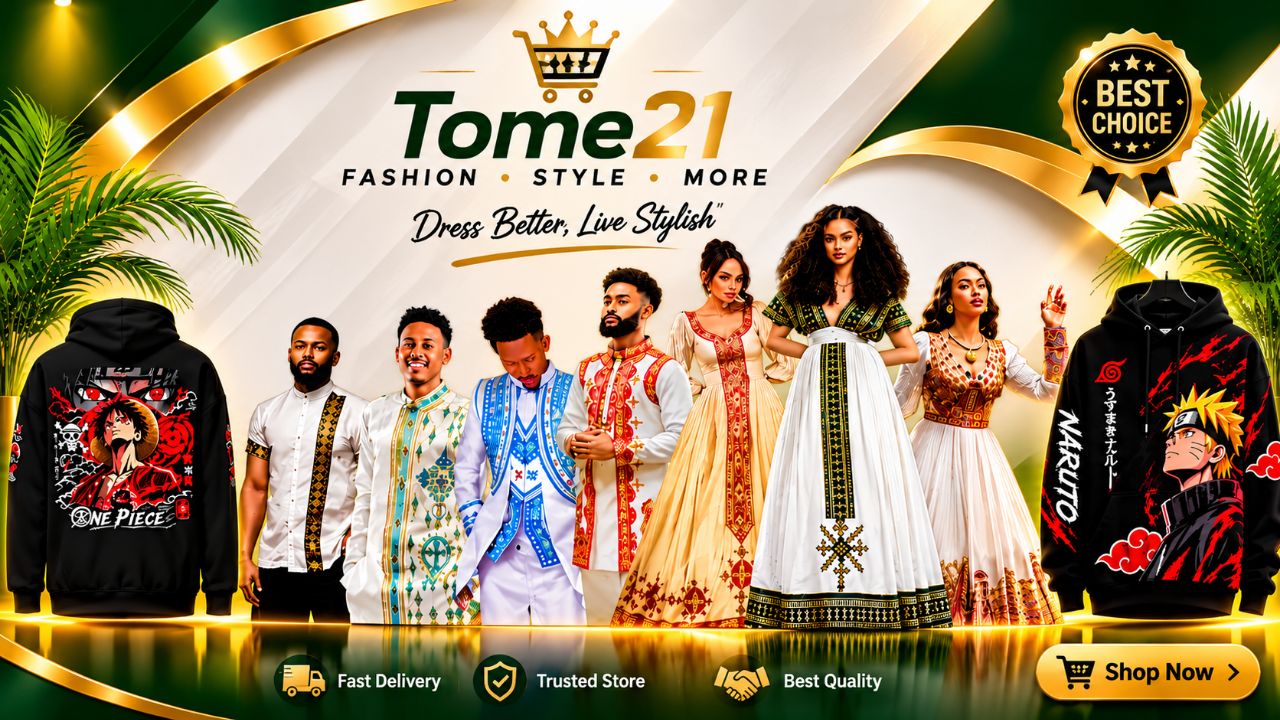 Tome21
FASHION • STYLE • MORE
Dress Better, Live Stylish"
BEST
CHOICE
ONE PIECE
NARUTO
うずまきナルト
Fast Delivery
Trusted Store
Best Quality
Shop Now